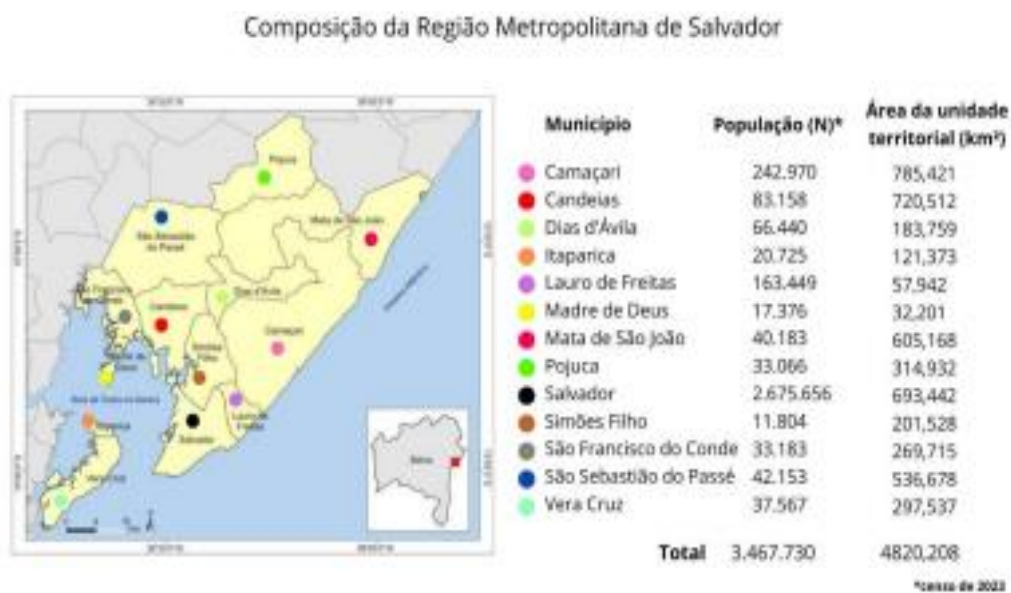 Composição da Região Metropolitana de Salvador
Município População (N)* Área da unidade territorial (km²)
Camaçari 242.970 785,421
Candeias 83.158 720,512
Dias d'Ávila 66.440 183,759
Itaparica 20.725 121,373
Lauro de Freitas 163.449 57,942
Madre de Deus 17.376 32,201
Mata de São João 40.183 605,168
Pojuca 33.066 314,932
Salvador 2.675.656 693,442
Simões Filho 11.804 201,528
São Francisco do Conde 33.183 269,715
São Sebastião do Passé 42.153 536,678
Vera Cruz 37.567 297,537
Total 3.467.730 4820,208
*censo de 2023
Pojuca
Mata de São João
São Sebastião
do Passé
Dias d'Ávila
Candeias
Camaçari
Simões
Filho
Lauro de
Freitas
Salvador
Itaparica
Vera Cruz
Bahia